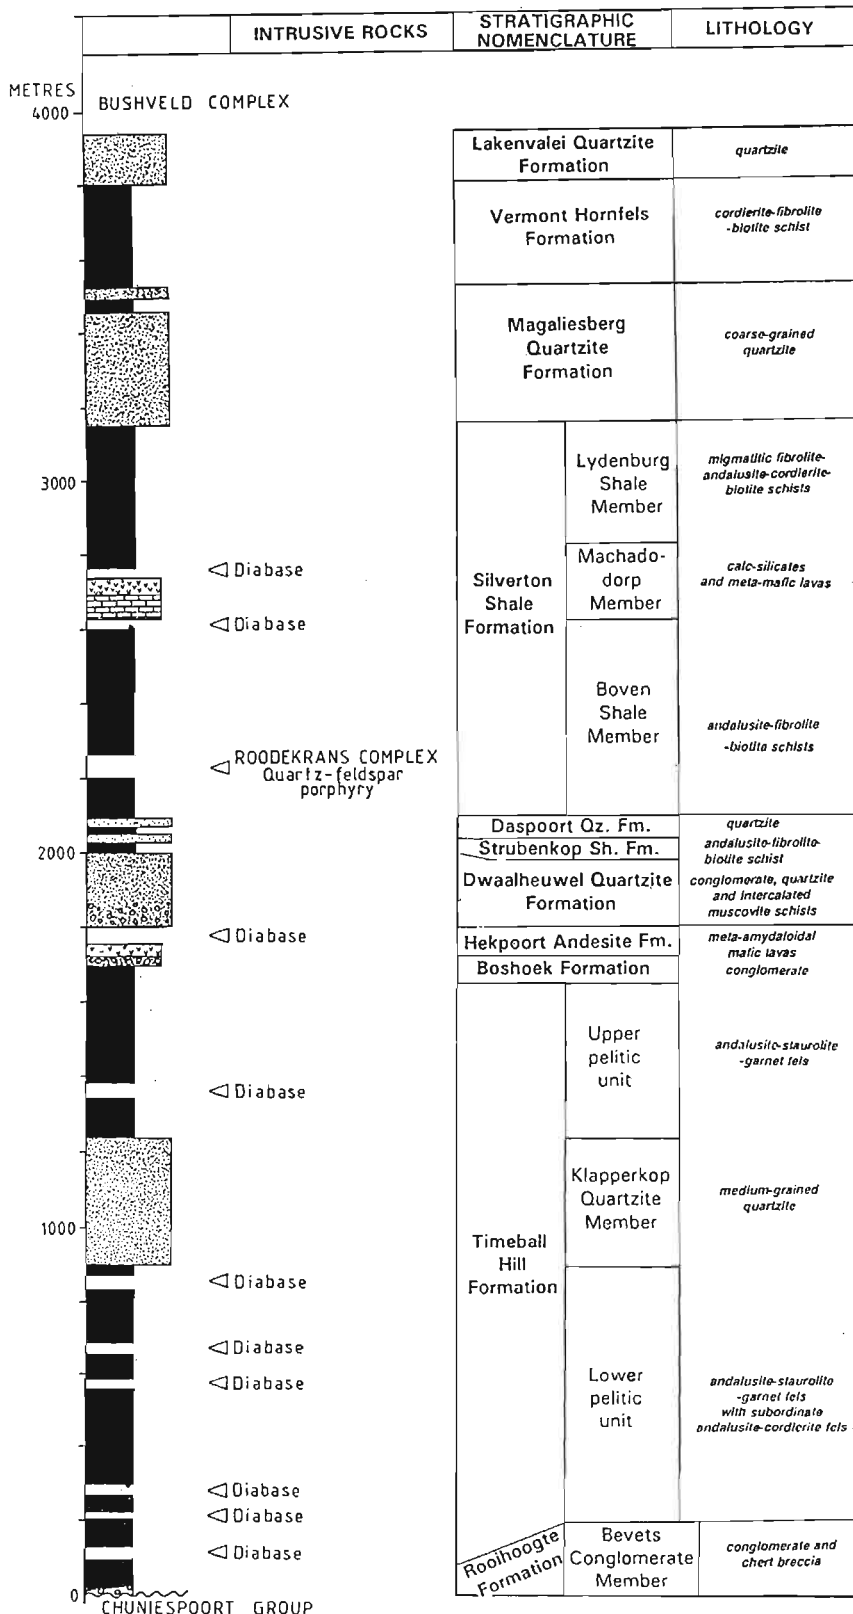 INTRUSIVE ROCKS
STRATIGRAPHIC
NOMENCLATURE
LITHOLOGY
METRES
4000
BUSHVELD COMPLEX
Lakenvalei Quartzite
Formation
quartzite
Vermont Hornfels
Formation
cordierite-fibrolite
-biotite schist
Magaliesberg
Quartzite
Formation
coarse-grained
quartzite
3000
Silverton
Shale
Formation
Lydenburg
Shale
Member
migmatitic fibrolite-
andalusite-cordierite-
biotite schists
Diabase
Machado-
dorp
Member
calc-silicates
and meta-mafic lavas
Diabase
Boven
Shale
Member
andalusite-fibrolite
-biotite schists
ROODEKRANS COMPLEX
Quartz-feldspar
porphyry
Daspoort Qz. Fm.
quartzite
2000
Strubenkop Sh. Fm.
andalusite-fibrolite-
biotite schist
Dwaalheuwel Quartzite
Formation
conglomerate, quartzite
and intercalated
muscovite schists
Diabase
Hekpoort Andesite Fm.
meta-amydaloidal
mafic lavas
Boshoek Formation
conglomerate
Timeball
Hill
Formation
Upper
pelitic
unit
andalusite-staurolite
-garnet fels
Diabase
Klapperkop
Quartzite
Member
medium-grained
quartzite
1000
Diabase
Diabase
Diabase
Lower
pelitic
unit
andalusite-staurolite
-garnet fels
with subordinate
andalusite-cordierite fels
Diabase
Diabase
Diabase
Rooihoogte
Formation
Bevets
Conglomerate
Member
conglomerate and
chert breccia
0
CHUNIESPOORT GROUP